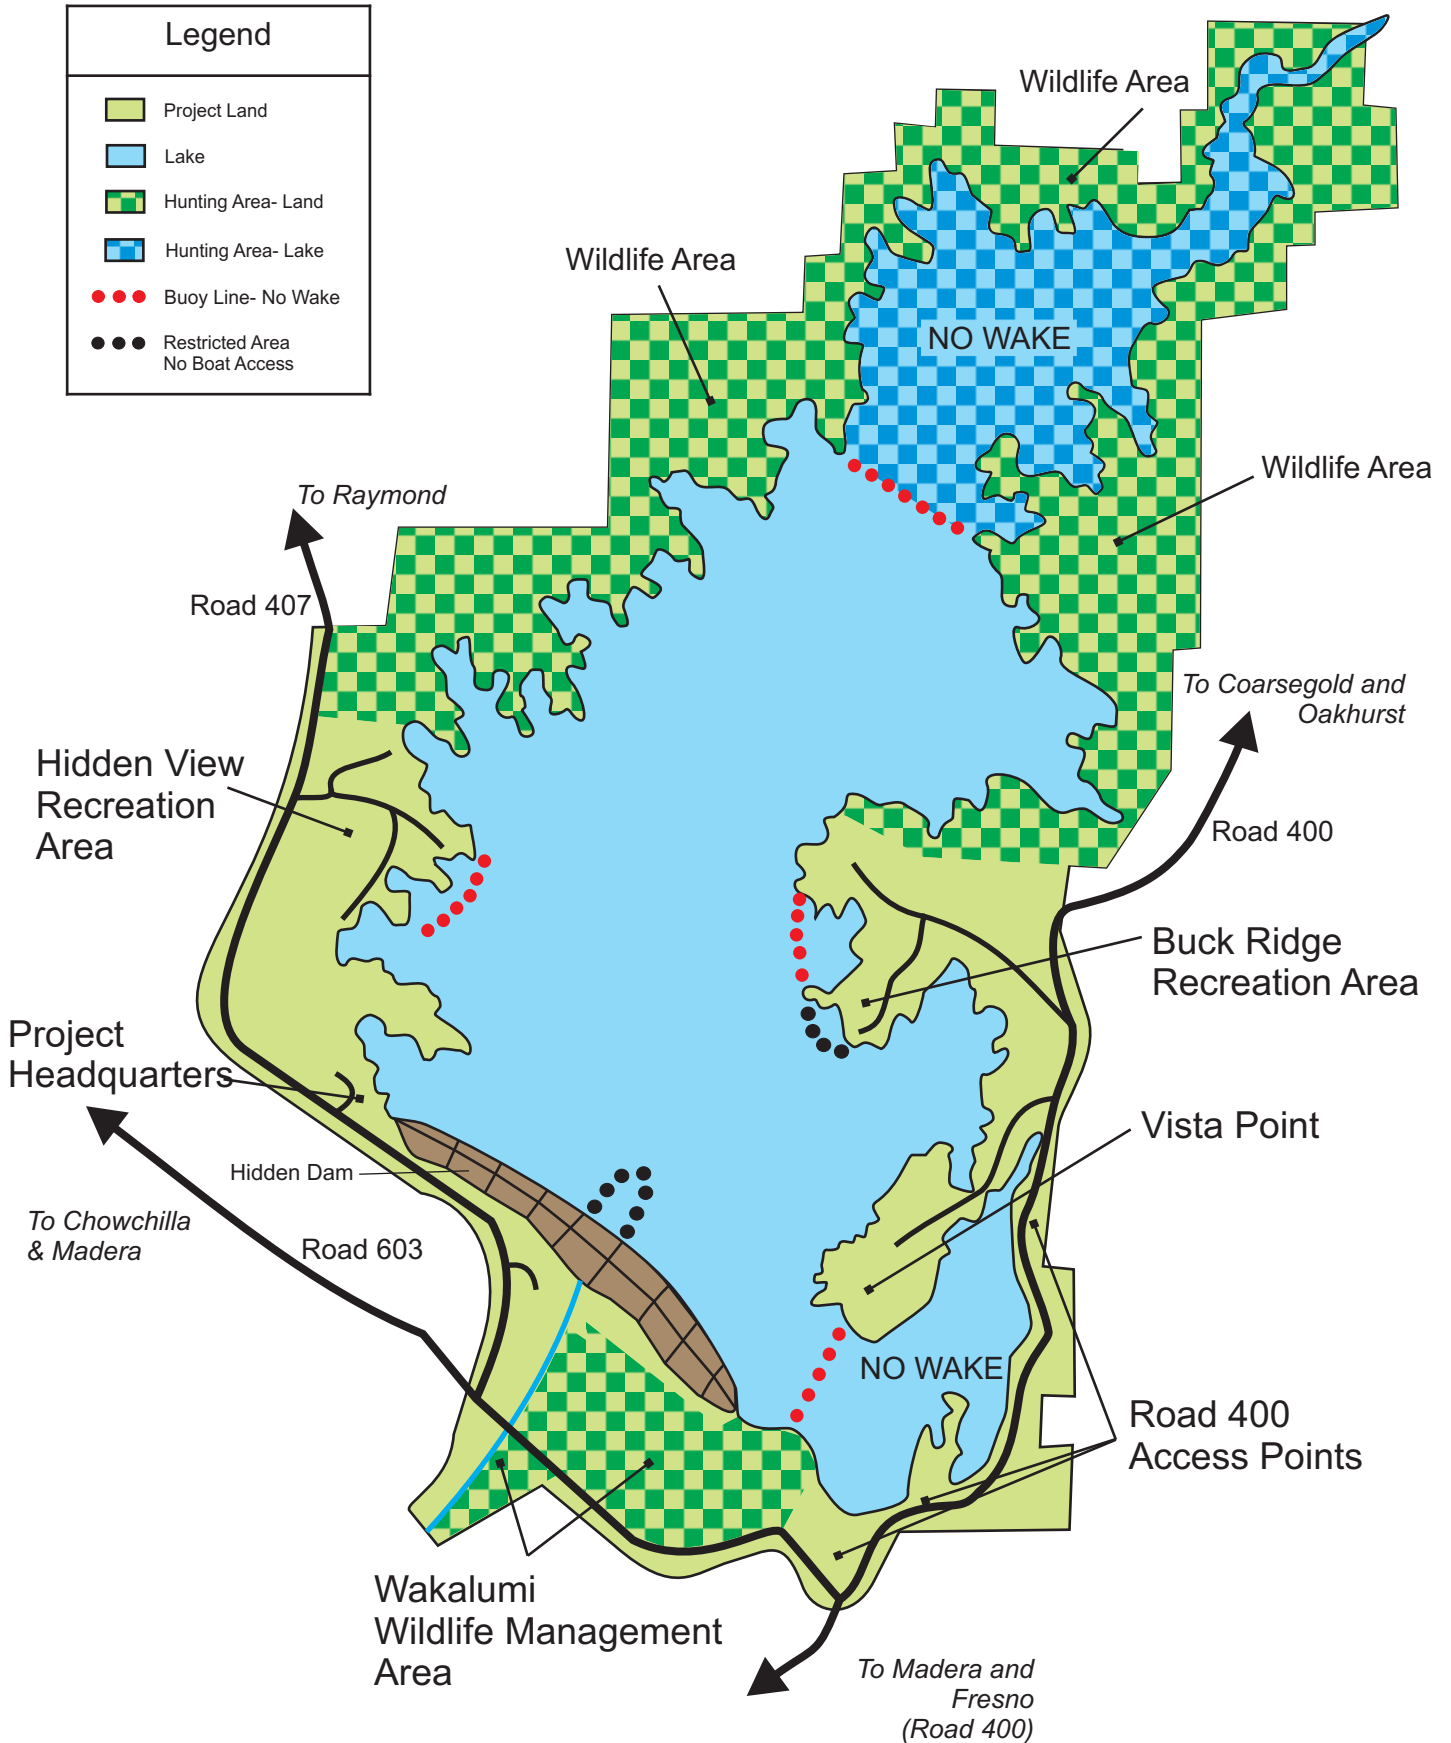 Legend
Project Land
Lake
Hunting Area- Land
Hunting Area- Lake
Buoy Line- No Wake
Restricted Area
No Boat Access
Wildlife Area
Wildlife Area
NO WAKE
Wildlife Area
To Raymond
Road 407
To Coarsegold and
Oakhurst
Hidden View
Recreation
Area
Road 400
Buck Ridge
Recreation Area
Project
Headquarters
Vista Point
Hidden Dam
To Chowchilla
& Madera
Road 603
NO WAKE
Road 400
Access Points
Wakalumi
Wildlife Management
Area
To Madera and
Fresno
(Road 400)